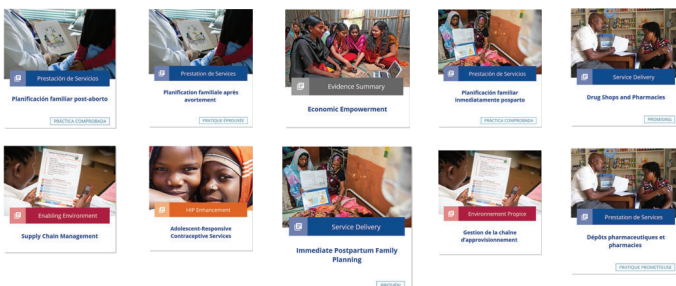 Prestación de Servicios
Planificación familiar post-aborto
PRÁCTICA COMPROBADA
Prestation de Services
Planification familiale après
avortement
PRATIQUE ÉPROUVÉE
Evidence Summary
Economic Empowerment
Prestación de Servicios
Planificación familiar
inmediatamente posparto
PRÁCTICA COMPROBADA
Service Delivery
Drug Shops and Pharmacies
PROMISING
Enabling Environment
Supply Chain Management
HIP Enhancement
Adolescent-Responsive
Contraceptive Services
Service Delivery
Immediate Postpartum Family
Planning
PROVEN
Environnement Propice
Gestion de la chaîne
d'approvisionnement
Prestation de Services
Dépôts pharmaceutiques et
pharmacies
PRATIQUE PROMETTEUSE